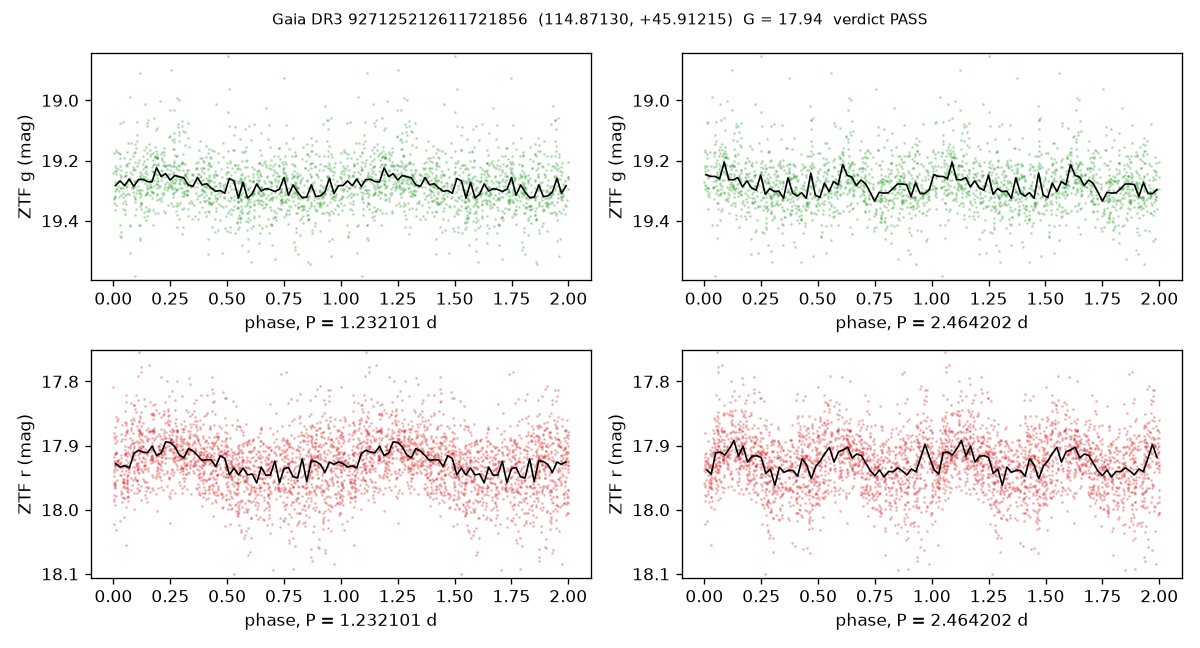 Gaia DR3 927125212611721856 (114.87130, +45.91215) G = 17.94 verdict PASS
ZTF g (mag)
19.0
19.2
19.4
0.00 0.25 0.50 0.75 1.00 1.25 1.50 1.75 2.00
phase, P = 1.232101 d
ZTF g (mag)
19.0
19.2
19.4
0.00 0.25 0.50 0.75 1.00 1.25 1.50 1.75 2.00
phase, P = 2.464202 d
ZTF r (mag)
17.8
17.9
18.0
18.1
0.00 0.25 0.50 0.75 1.00 1.25 1.50 1.75 2.00
phase, P = 1.232101 d
ZTF r (mag)
17.8
17.9
18.0
18.1
0.00 0.25 0.50 0.75 1.00 1.25 1.50 1.75 2.00
phase, P = 2.464202 d